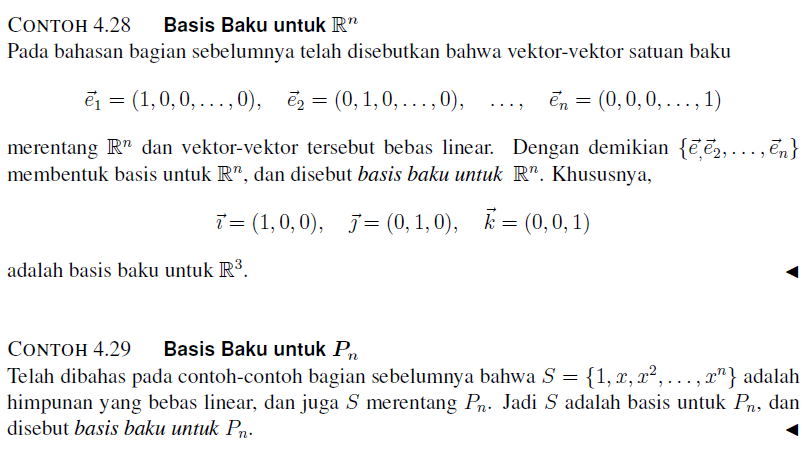 CONTOH 4.28 Basis Baku untuk ℝⁿ
Pada bahasan bagian sebelumnya telah disebutkan bahwa vektor-vektor satuan baku
e⃗₁ = (1, 0, 0, . . . , 0), e⃗₂ = (0, 1, 0, . . . , 0), . . . , e⃗ₙ = (0, 0, 0, . . . , 1)
merentang ℝⁿ dan vektor-vektor tersebut bebas linear. Dengan demikian {e⃗,e⃗₂, . . . , e⃗ₙ}
membentuk basis untuk ℝⁿ, dan disebut basis baku untuk ℝⁿ. Khususnya,
ı⃗ = (1, 0, 0), ȷ⃗ = (0, 1, 0), k⃗ = (0, 0, 1)
adalah basis baku untuk ℝ³. ◀
CONTOH 4.29 Basis Baku untuk Pₙ
Telah dibahas pada contoh-contoh bagian sebelumnya bahwa S = {1, x, x², . . . , xⁿ} adalah
himpunan yang bebas linear, dan juga S merentang Pₙ. Jadi S adalah basis untuk Pₙ, dan
disebut basis baku untuk Pₙ. ◀